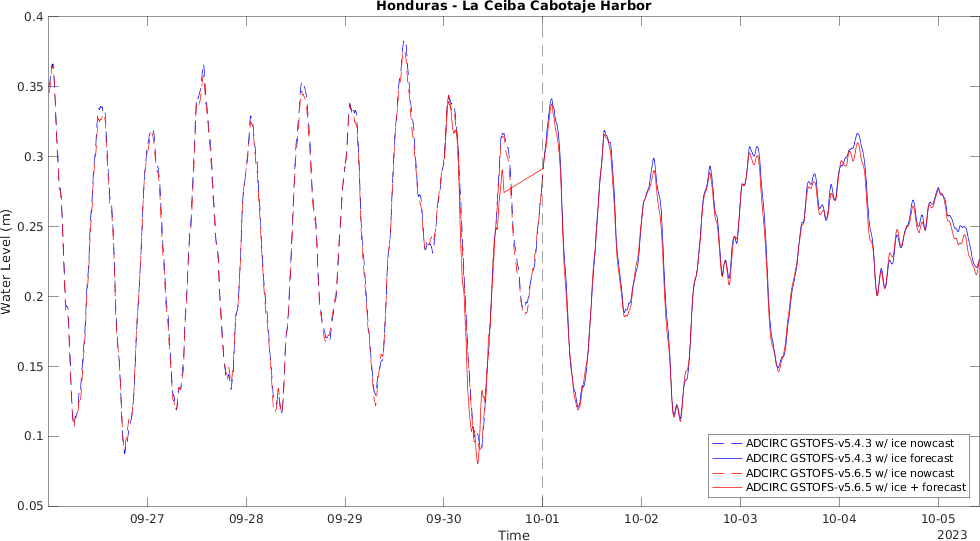 Honduras - La Ceiba Cabotaje Harbor
0.4
0.35
0.3
0.25
0.2
0.15
0.1
0.05
Water Level (m)
ADCIRC GSTOFS-v5.4.3 w/ ice nowcast
ADCIRC GSTOFS-v5.4.3 w/ ice forecast
ADCIRC GSTOFS-v5.6.5 w/ ice nowcast
ADCIRC GSTOFS-v5.6.5 w/ ice + forecast
09-27 09-28 09-29 09-30 10-01 10-02 10-03 10-04 10-05
Time 2023